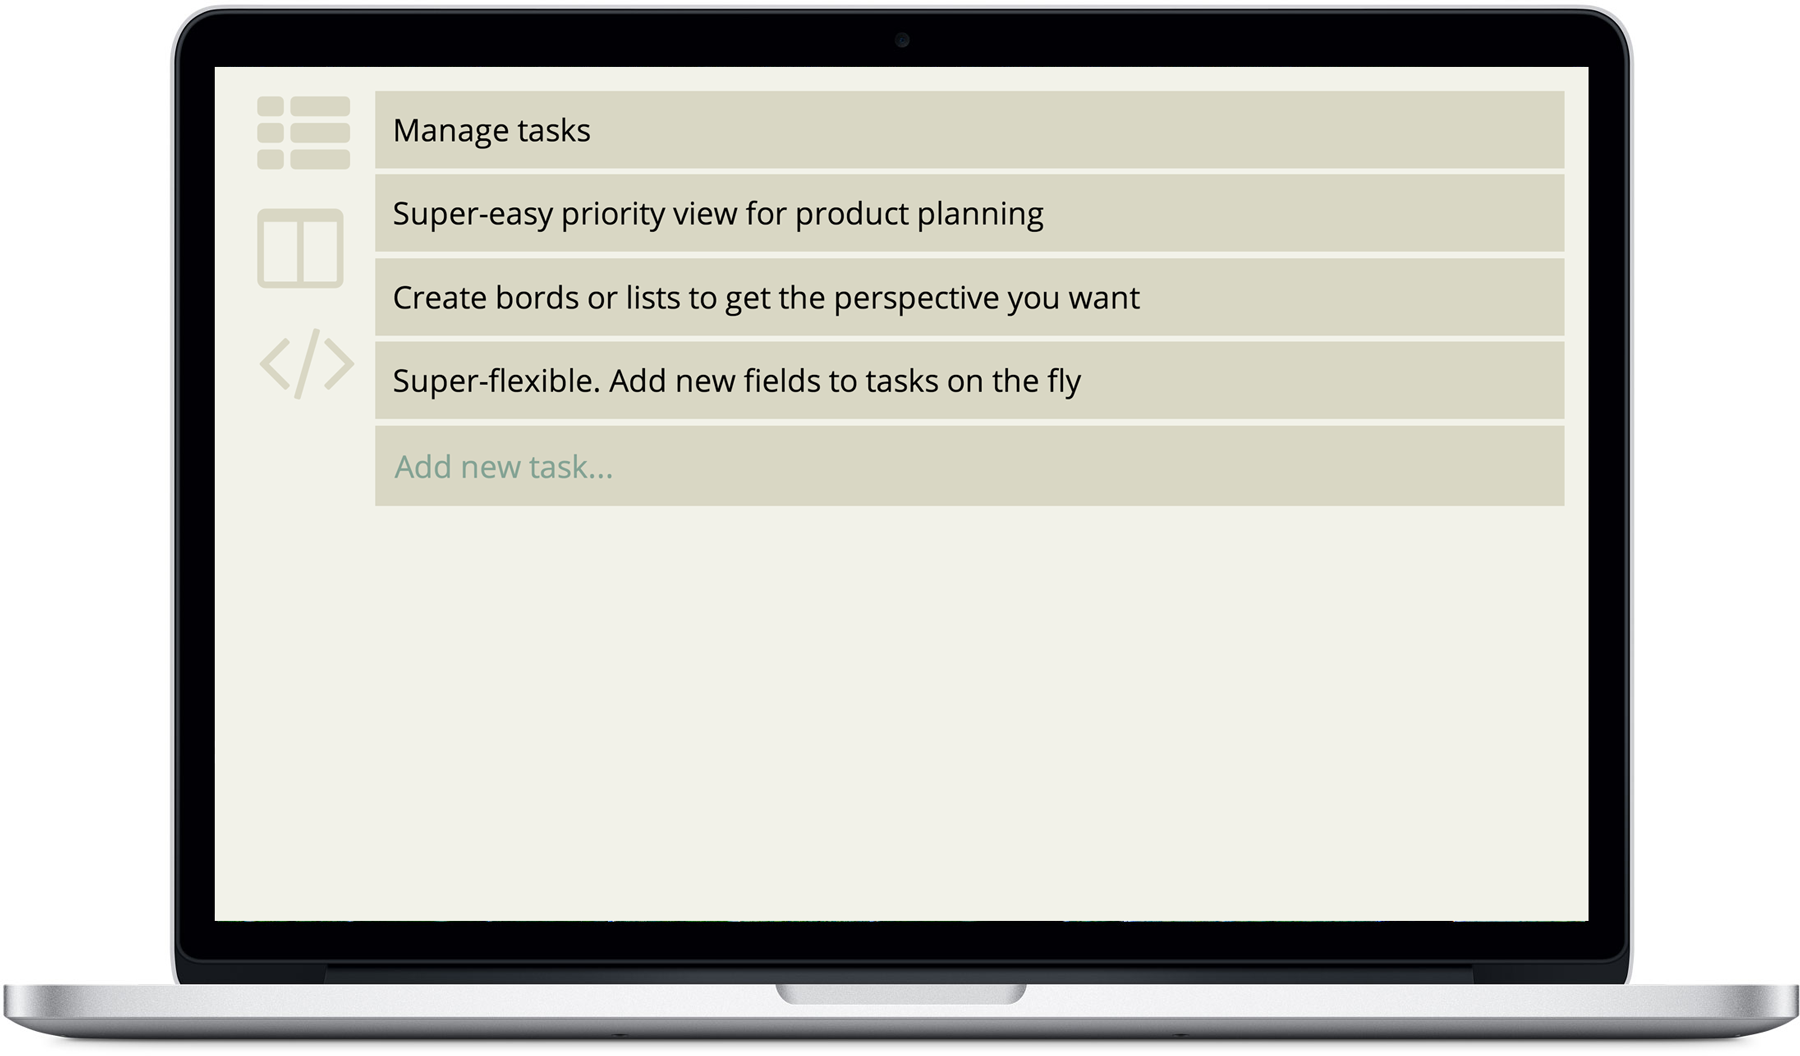 Manage tasks
Super-easy priority view for product planning
Create bords or lists to get the perspective you want
Super-flexible. Add new fields to tasks on the fly
Add new task...